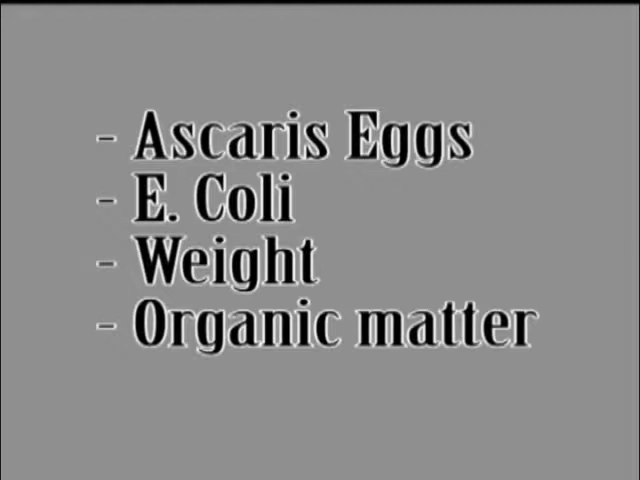 - Ascaris Eggs
- E. Coli
- Weight
- Organic matter